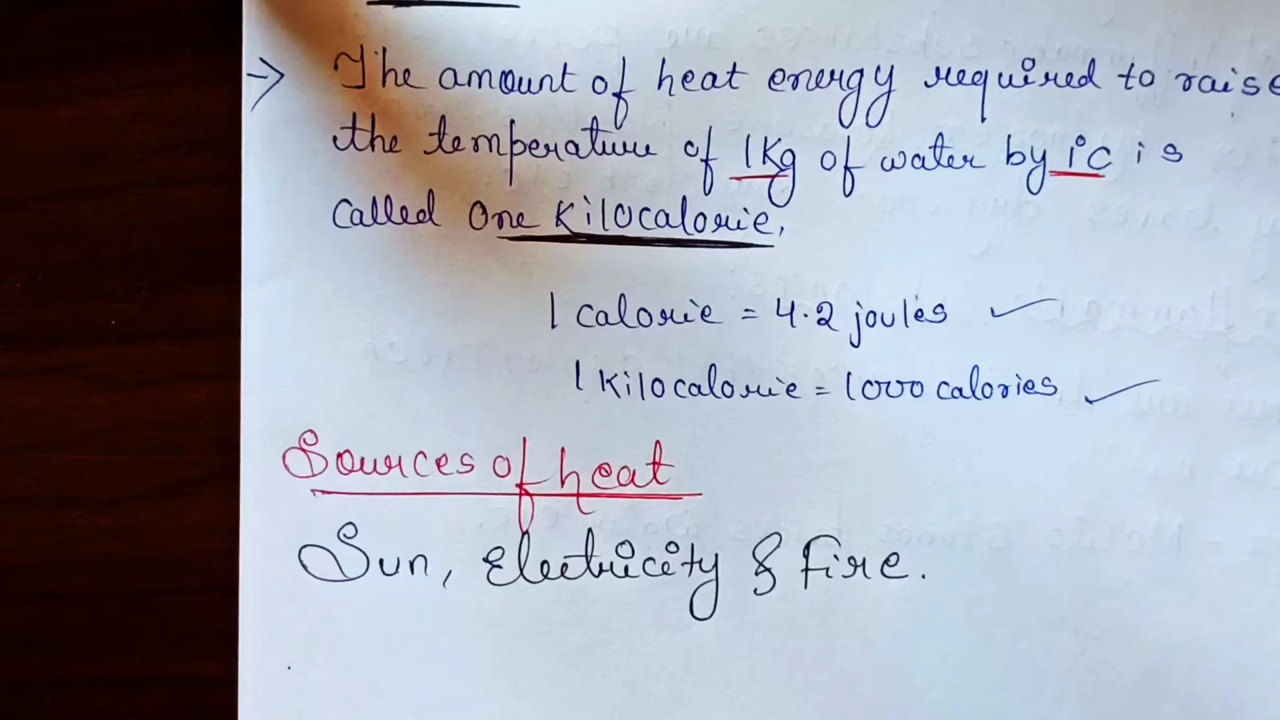 → The amount of heat energy required to raise
the temperature of 1Kg of water by 1°C is
called One Kilocalorie.
1 calorie = 4.2 joules ✓
1 Kilocalorie = 1000 calories ✓
Sources of heat
Sun, Electricity & Fire.